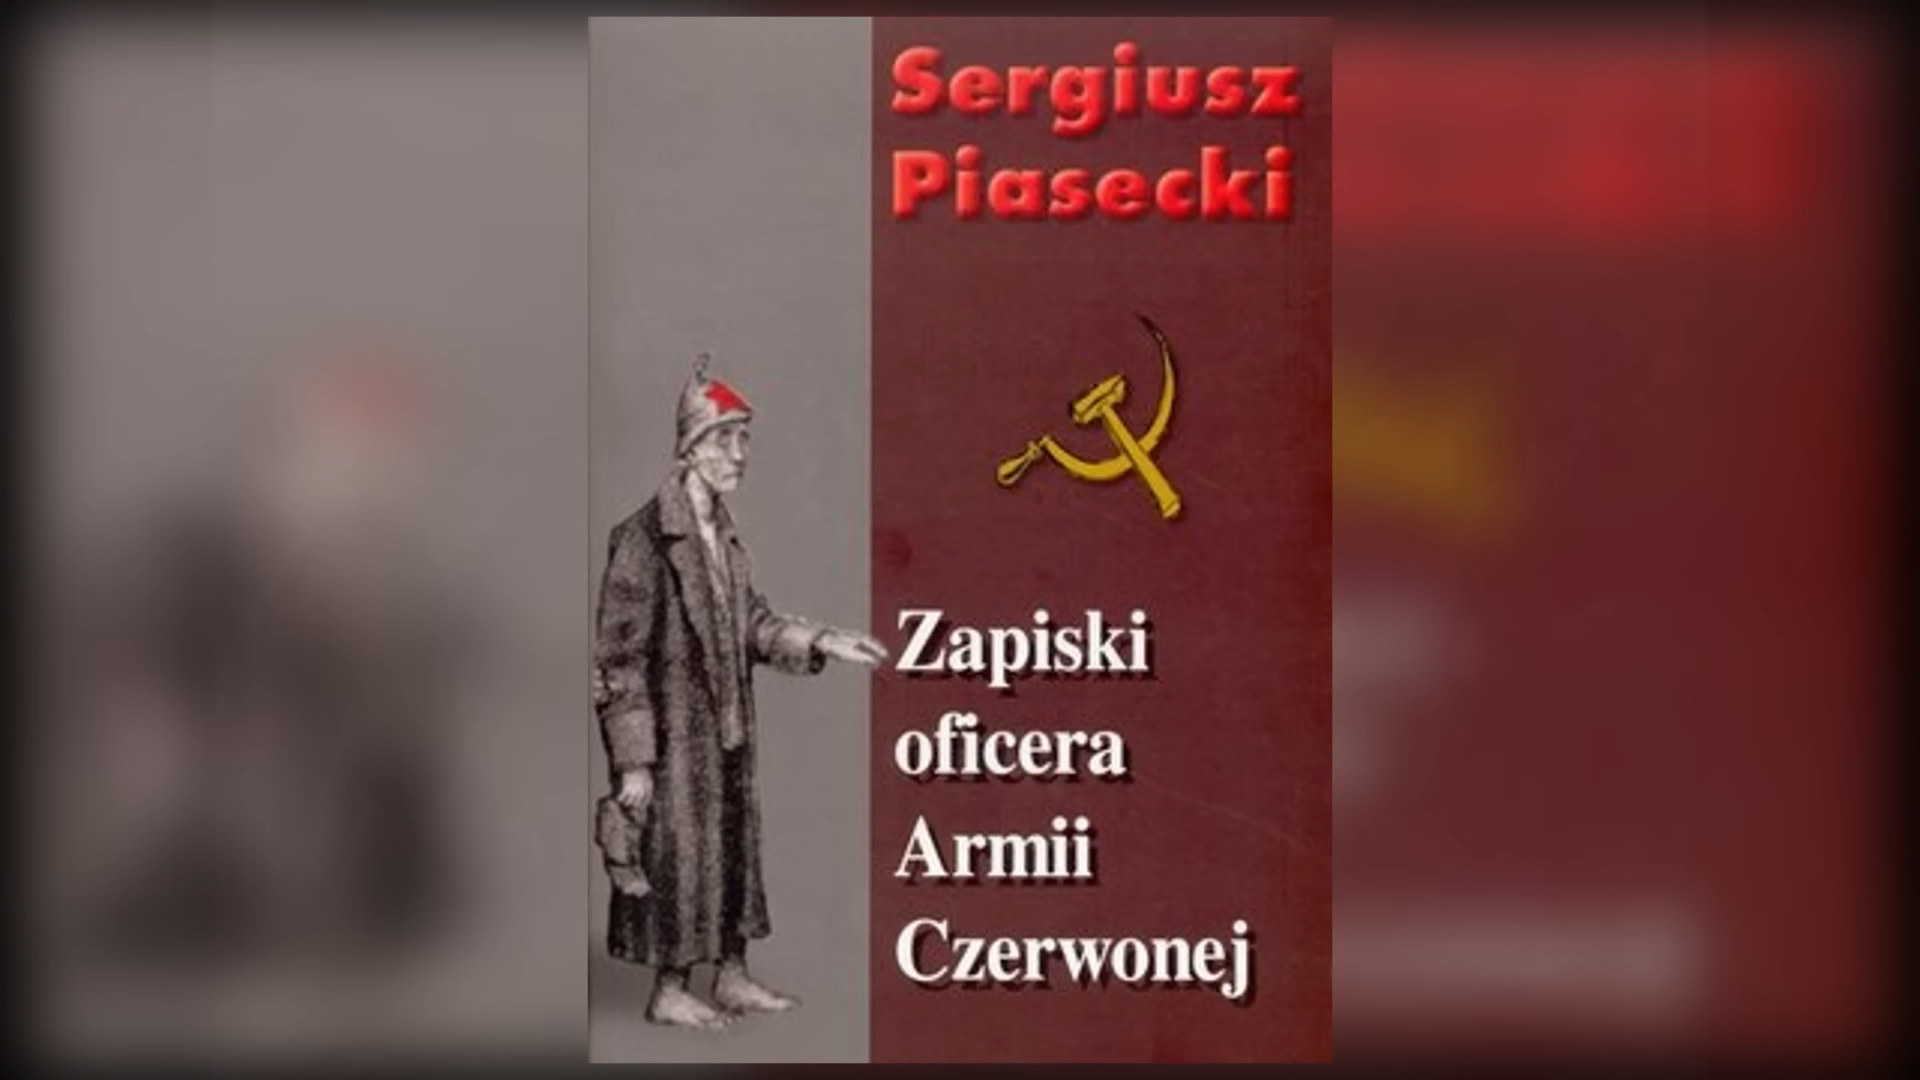 Sergiusz
Piasecki
Zapiski
oficera
Armii
Czerwonej